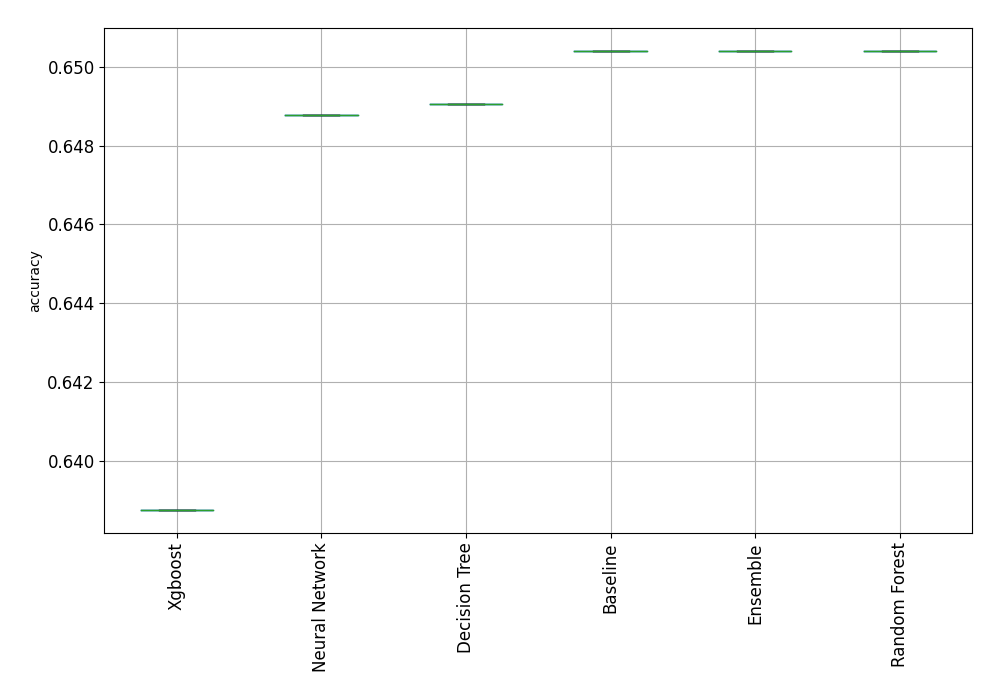 0.650
0.648
0.646
0.644
0.642
0.640
accuracy
Xgboost
Neural Network
Decision Tree
Baseline
Ensemble
Random Forest